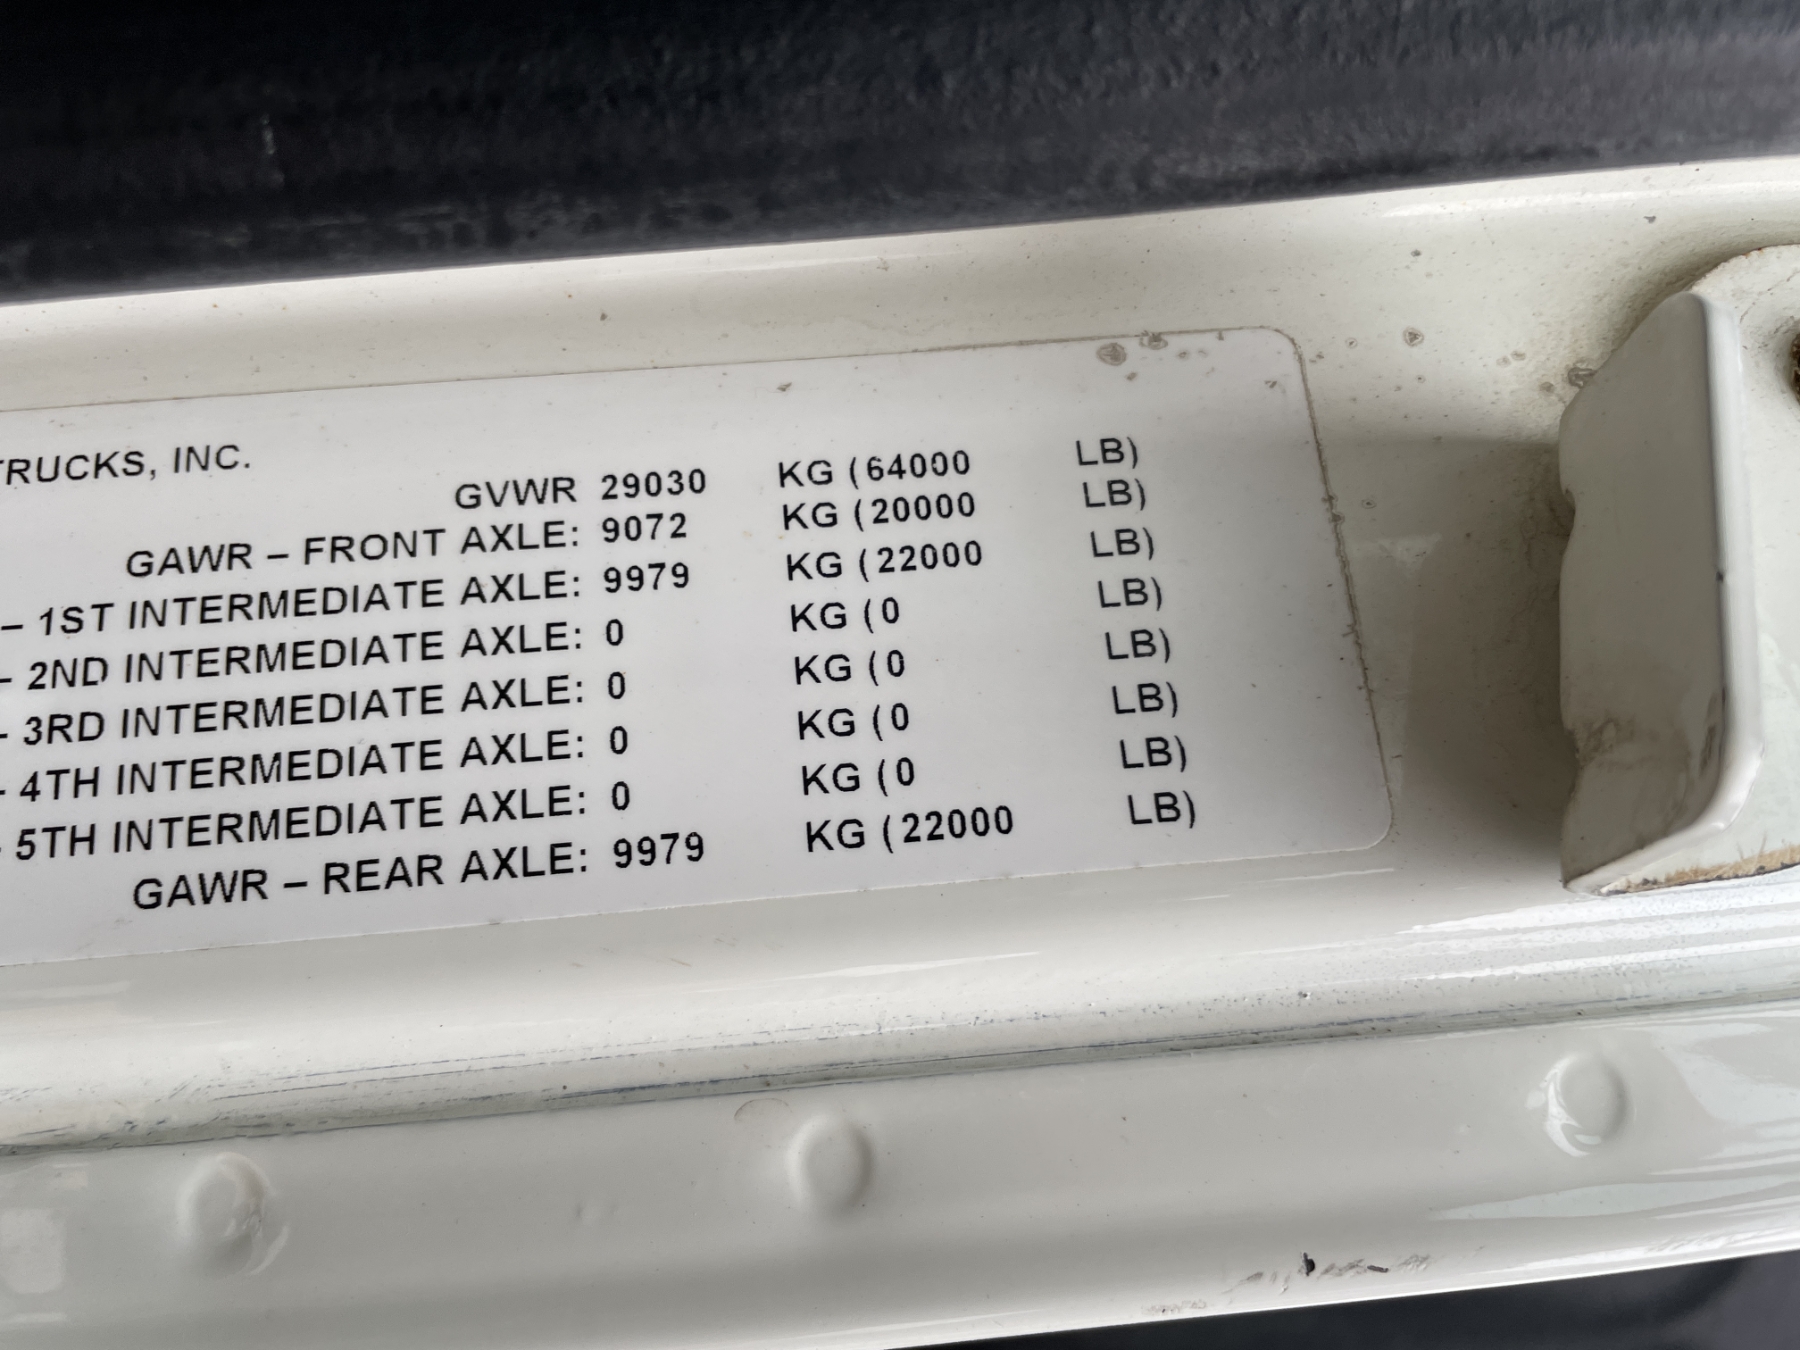 TRUCKS, INC.
GVWR 29030 KG (64000 LB)
GAWR – FRONT AXLE: 9072 KG (20000 LB)
– 1ST INTERMEDIATE AXLE: 9979 KG (22000 LB)
– 2ND INTERMEDIATE AXLE: 0 KG (0 LB)
– 3RD INTERMEDIATE AXLE: 0 KG (0 LB)
– 4TH INTERMEDIATE AXLE: 0 KG (0 LB)
– 5TH INTERMEDIATE AXLE: 0 KG (0 LB)
GAWR – REAR AXLE: 9979 KG (22000 LB)